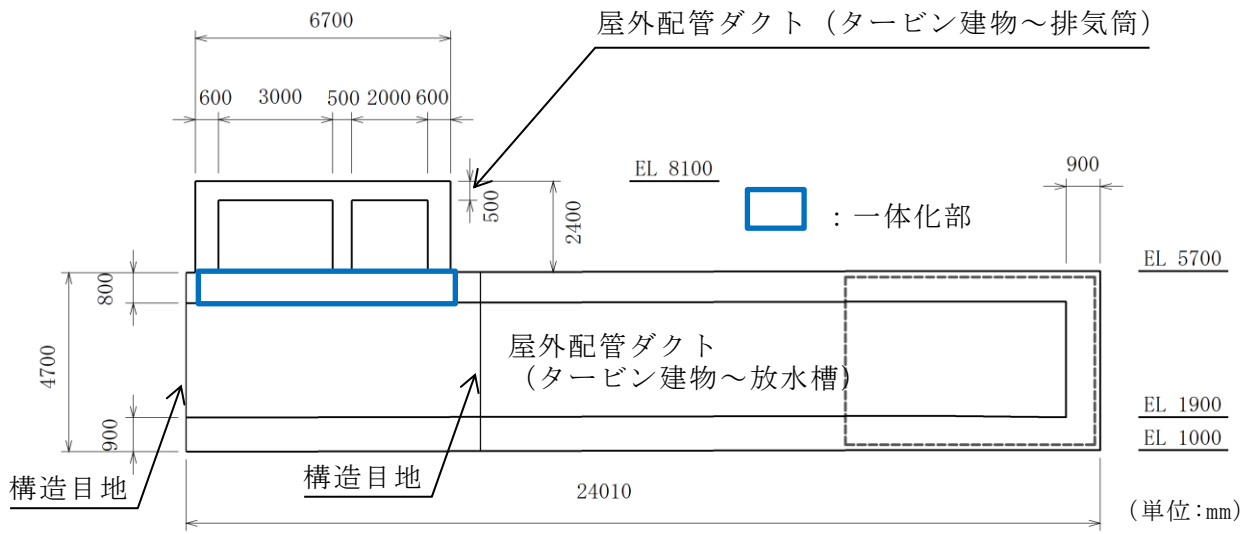 6700
屋外配管ダクト（タービン建物～排気筒）
600 3000 500 2000 600
EL 8100
900
500
2400
：一体化部
EL 5700
800
4700
屋外配管ダクト
（タービン建物～放水槽）
900
EL 1900
EL 1000
構造目地
構造目地
24010
（単位:mm）